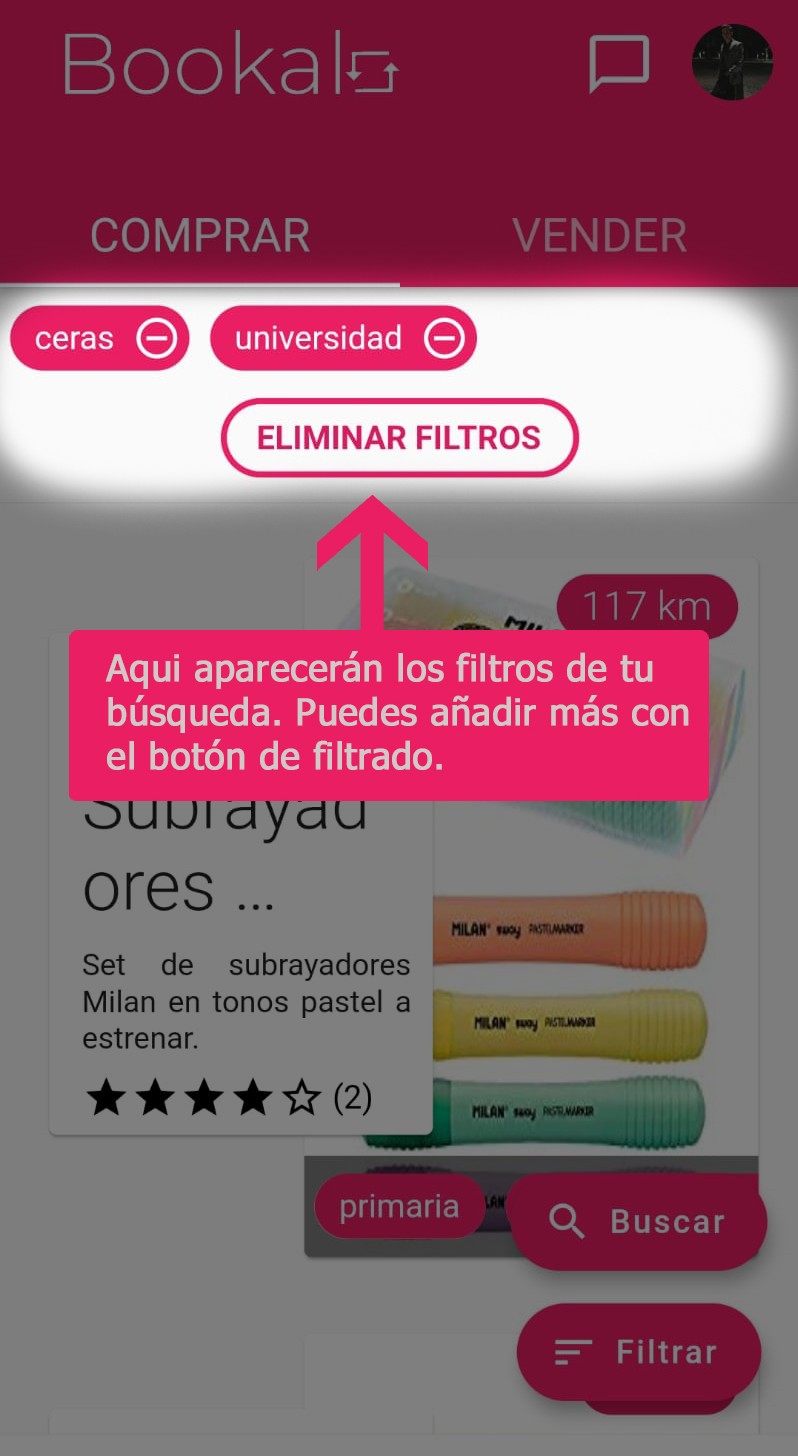 Bookal
COMPRAR
VENDER
ceras
universidad
ELIMINAR FILTROS
117 km
Aqui aparecerán los filtros de tu
búsqueda. Puedes añadir más con
el botón de filtrado.
Subrayad
ores ...
Set de subrayadores
Milan en tonos pastel a
estrenar.
(2)
MILAN sway PASTELMARKER
MILAN sway PASTELMARKER
MILAN sway PASTELMARKER
primaria
Buscar
Filtrar